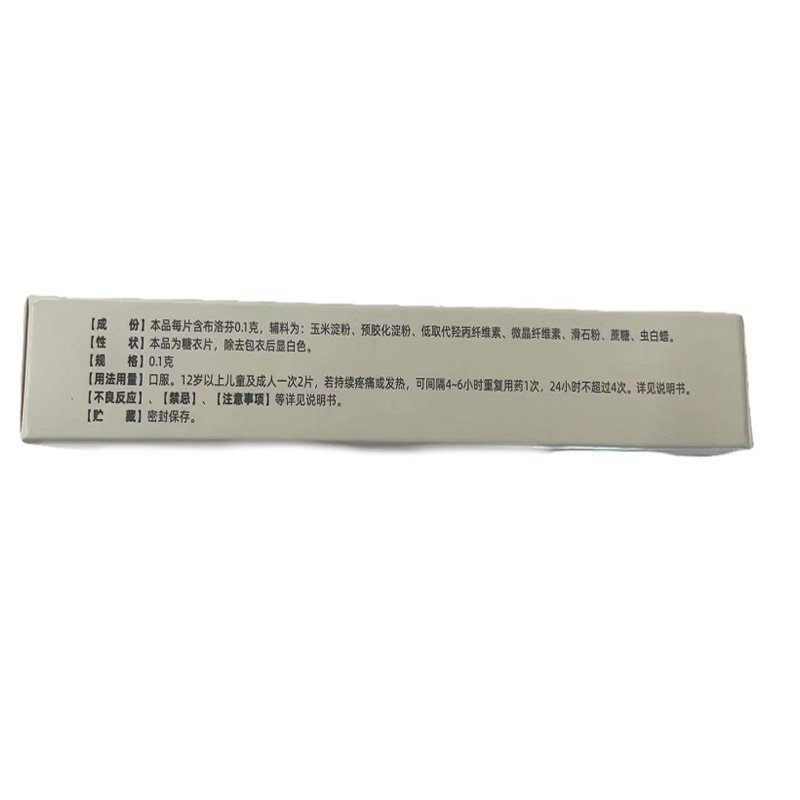 【成　份】本品每片含布洛芬0.1克，辅料为：玉米淀粉、预胶化淀粉、低取代羟丙纤维素、微晶纤维素、滑石粉、蔗糖、虫白蜡。
【性　状】本品为糖衣片，除去包衣后显白色。
【规　格】0.1克
【用法用量】口服。12岁以上儿童及成人一次2片，若持续疼痛或发热，可间隔4~6小时重复用药1次，24小时不超过4次。详见说明书。
【不良反应】、【禁忌】、【注意事项】等详见说明书。
【贮　藏】密封保存。